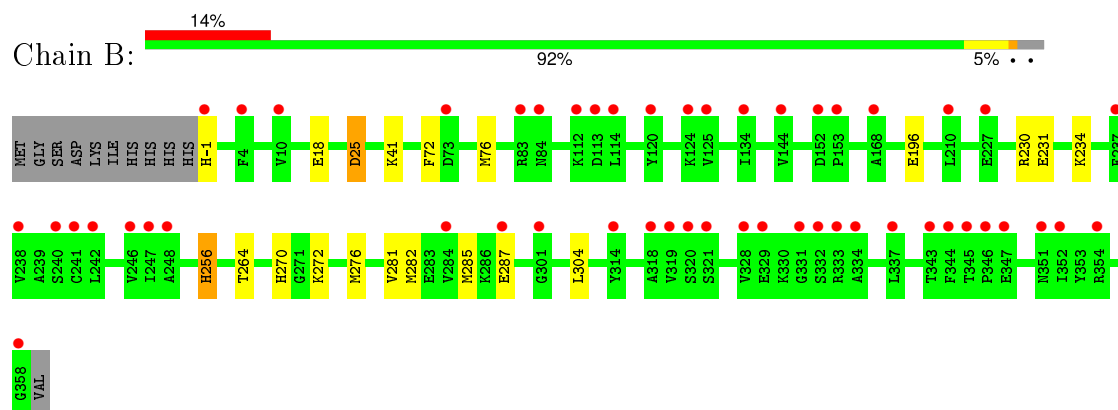 14%
Chain B:
92%
5%
MET GLY SER ASP LYS ILE HIS HIS HIS HIS HIS H-1 F4 V10 E18 D25 K41 F72 D73 M76 R83 N84 K112 D113 L114 Y120 K124 V125 I134 V144 D152 P153 A168 E196 L210 E227 R230 E231 K234 E237
V238 A239 S240 C241 L242 V246 I247 A248 H256 T264 H270 G271 K272 M276 V281 M282 E283 V284 M285 K286 E287 G301 L304 Y314 A318 V319 S320 S321 V328 E329 K330 G331 S332 R333 A334 L337 T343 F344 T345 P346 E347 N351 I352 Y353 R354
G358 VAL